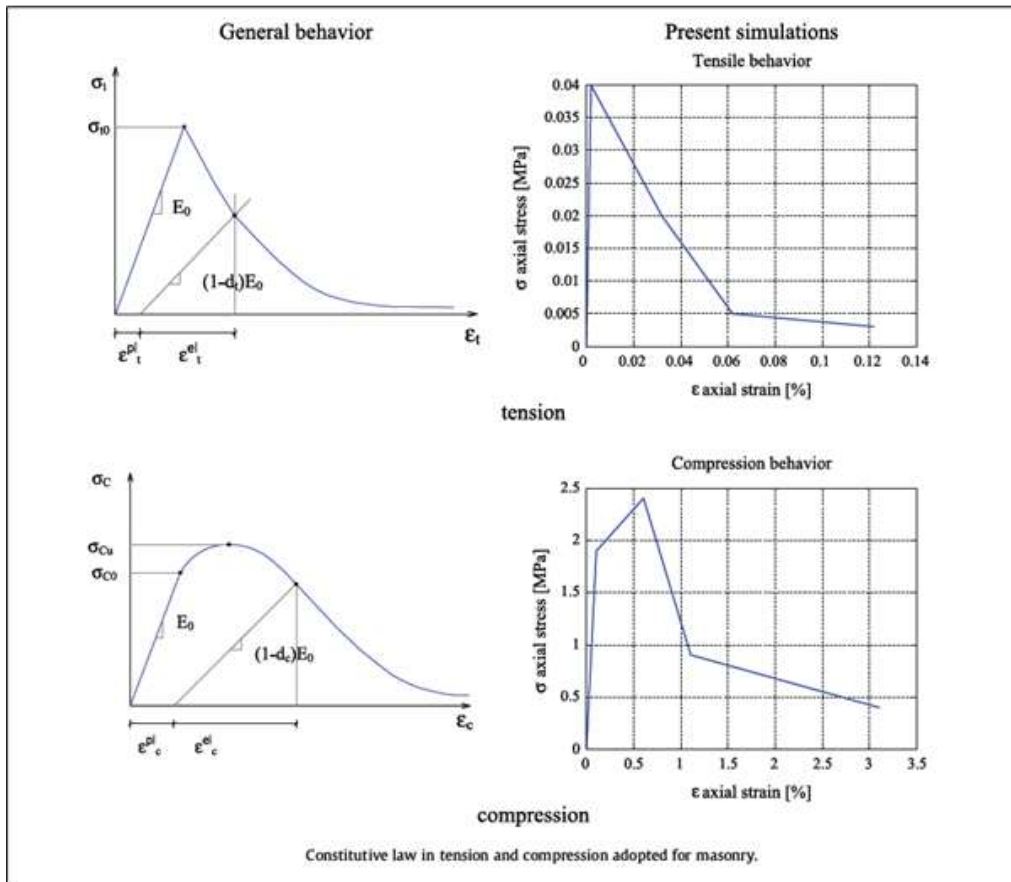 General behavior
σt
σt0
E0
(1-dt)E0
εt
ε^pl_t
ε^el_t
Present simulations
Tensile behavior
σ axial stress [MPa]
0.04
0.035
0.03
0.025
0.02
0.015
0.01
0.005
0
0 0.02 0.04 0.06 0.08 0.1 0.12 0.14
ε axial strain [%]
tension
σC
σCu
σC0
E0
(1-dc)E0
εc
ε^pl_c
ε^el_c
Compression behavior
σ axial stress [MPa]
2.5
2
1.5
1
0.5
0
0 0.5 1 1.5 2 2.5 3 3.5
ε axial strain [%]
compression
Constitutive law in tension and compression adopted for masonry.